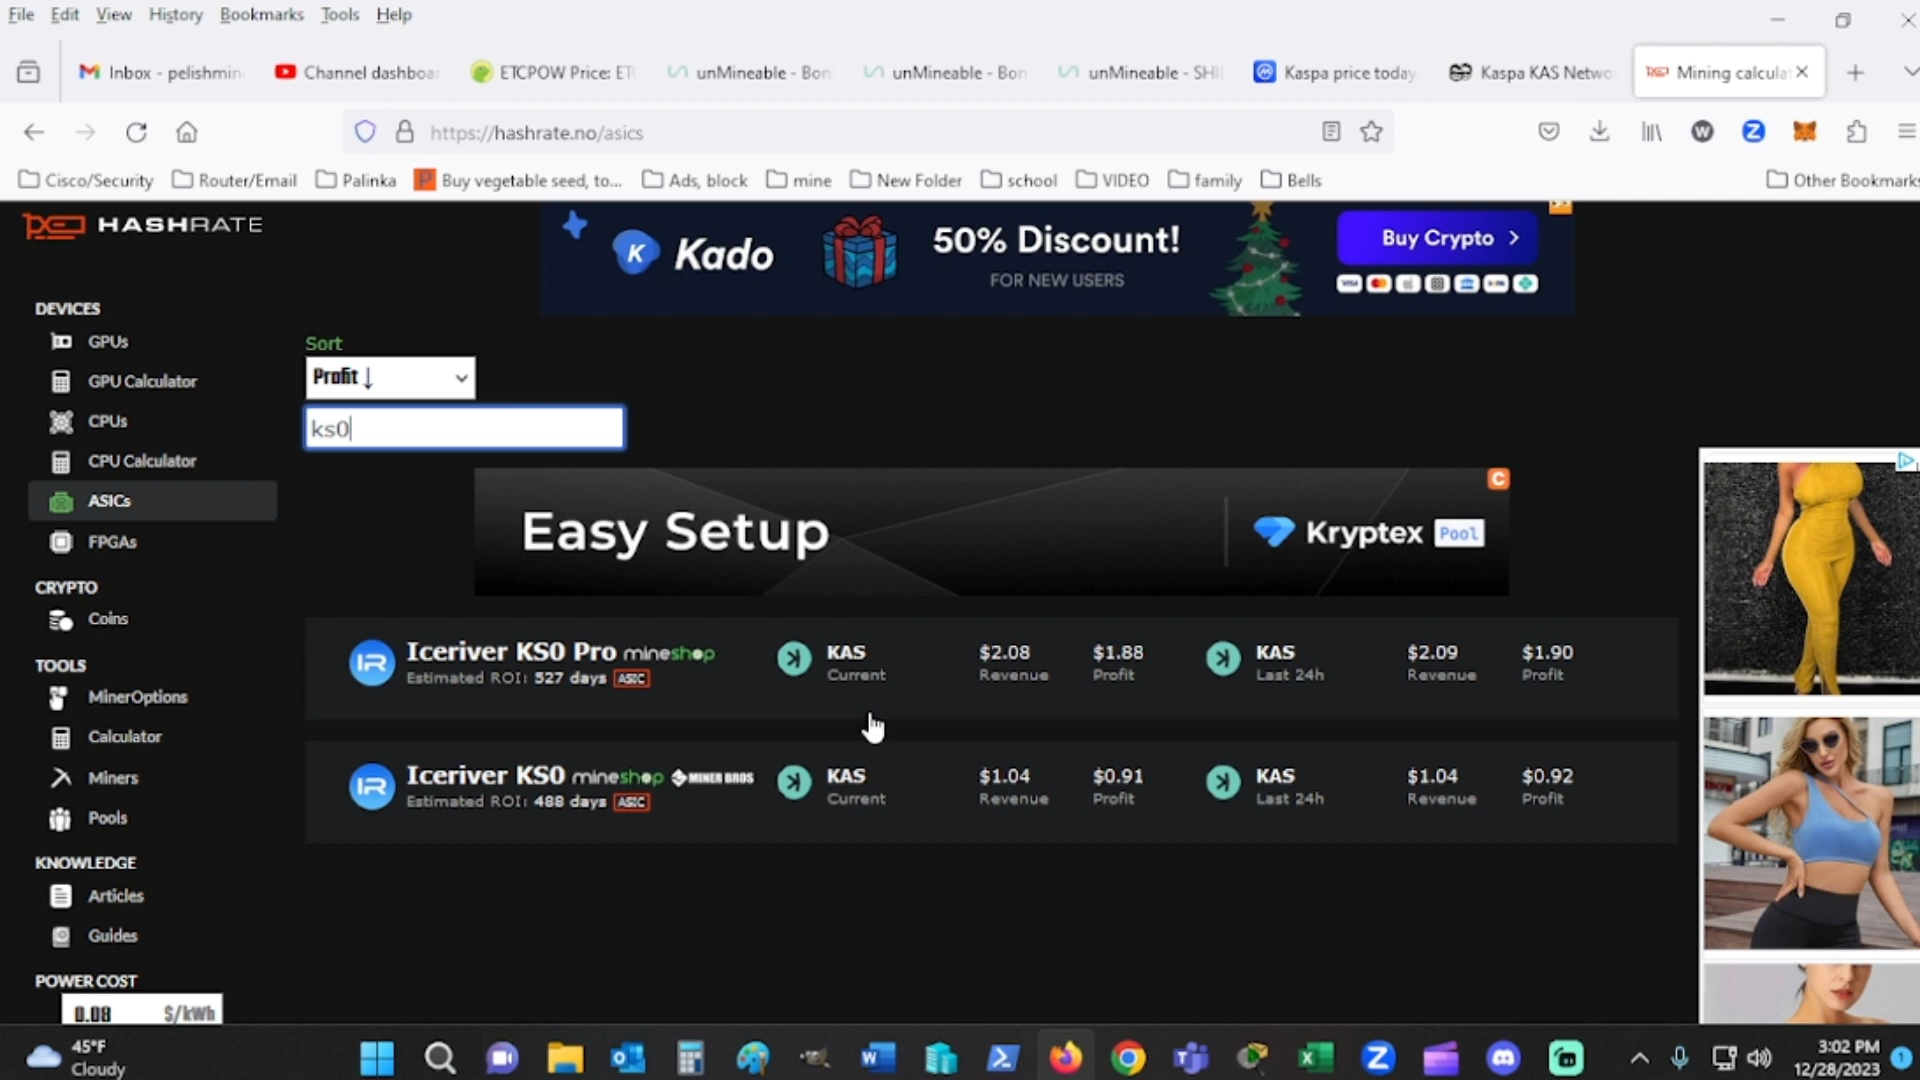 File Edit View History Bookmarks Tools Help
Inbox - pelishmin
Channel dashboar
ETCPOW Price: ETC
unMineable - Bon
unMineable - Bon
unMineable - SHI
Kaspa price today,
Kaspa KAS Netwo
Mining calcula
https://hashrate.no/asics
Cisco/Security Router/Email Palinka Buy vegetable seed, to... Ads, block mine New Folder school VIDEO family Bells Other Bookmarks
HASHRATE
Kado
50% Discount!
FOR NEW USERS
Buy Crypto
VISA
DEVICES
GPUs
GPU Calculator
CPUs
CPU Calculator
ASICs
FPGAs
CRYPTO
Coins
TOOLS
MinerOptions
Calculator
Miners
Pools
KNOWLEDGE
Articles
Guides
POWER COST
0.08 $/kWh
Sort
Profit ↓
ks0
Easy Setup
Kryptex Pool
Iceriver KS0 Pro mineshop
Estimated ROI: 527 days ASIC
KAS $2.08 $1.88 KAS $2.09 $1.90
Current Revenue Profit Last 24h Revenue Profit
Iceriver KS0 mineshop MINER BROS
Estimated ROI: 488 days ASIC
KAS $1.04 $0.91 KAS $1.04 $0.92
Current Revenue Profit Last 24h Revenue Profit
45°F
Cloudy
3:02 PM
12/28/2023
1